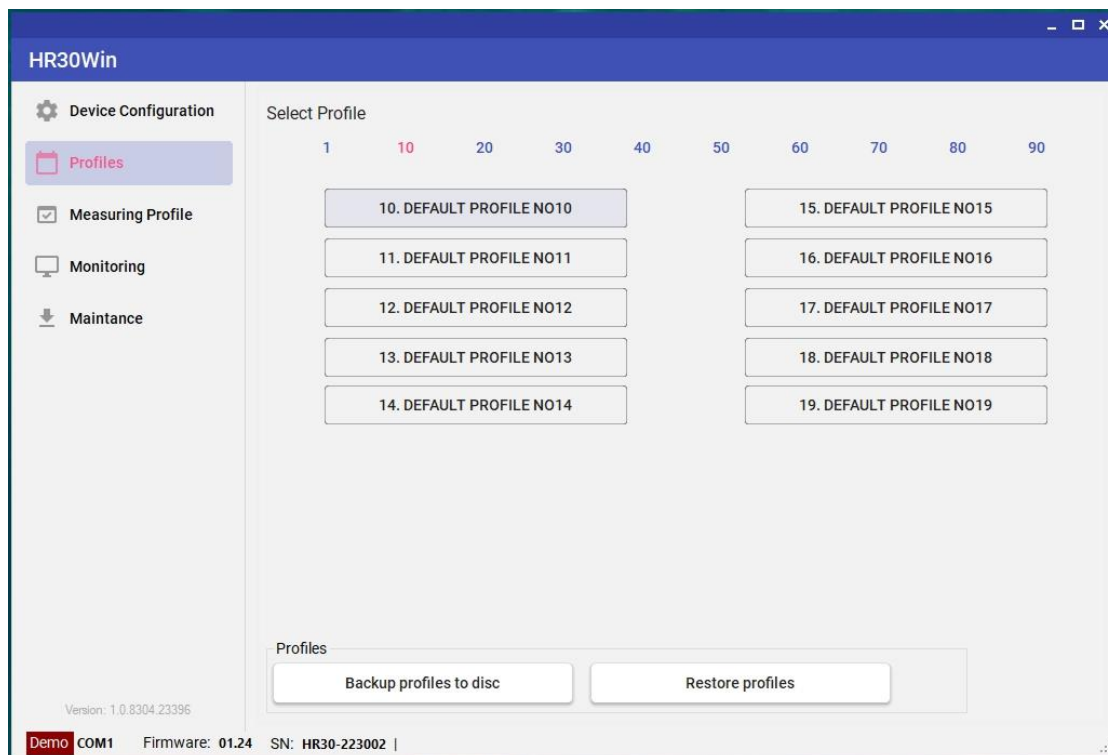 HR30Win
Device Configuration
Profiles
Measuring Profile
Monitoring
Maintance
Select Profile
1 10 20 30 40 50 60 70 80 90
10. DEFAULT PROFILE NO10
11. DEFAULT PROFILE NO11
12. DEFAULT PROFILE NO12
13. DEFAULT PROFILE NO13
14. DEFAULT PROFILE NO14
15. DEFAULT PROFILE NO15
16. DEFAULT PROFILE NO16
17. DEFAULT PROFILE NO17
18. DEFAULT PROFILE NO18
19. DEFAULT PROFILE NO19
Profiles
Backup profiles to disc
Restore profiles
Version: 1.0.8304.23396
Demo COM1 Firmware: 01.24 SN: HR30-223002 |